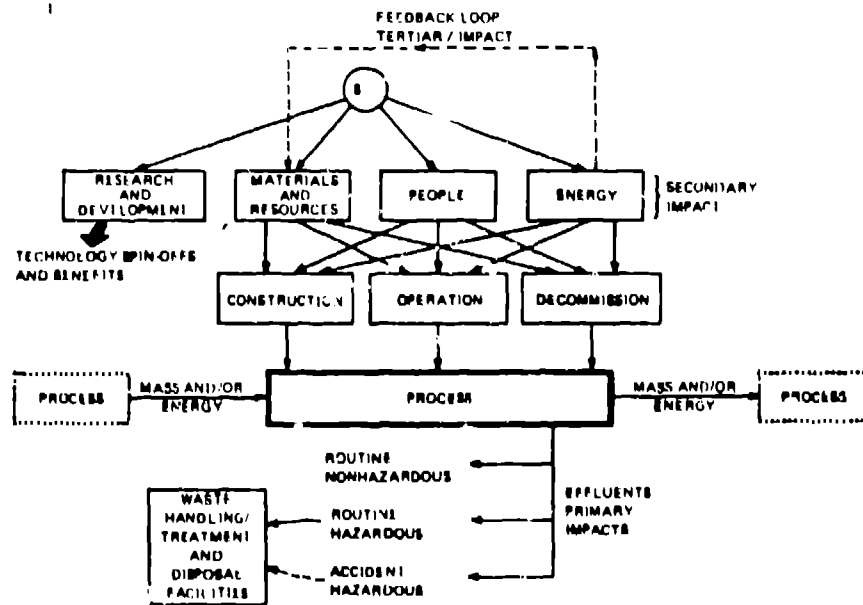 FEEDBACK LOOP
TERTIARY IMPACT
RESEARCH
AND
DEVELOPMENT
MATERIALS
AND
RESOURCES
PEOPLE
ENERGY
SECONDARY
IMPACT
TECHNOLOGY SPIN-OFFS
AND BENEFITS
CONSTRUCTION
OPERATION
DECOMMISSION
PROCESS
MASS AND/OR
ENERGY
PROCESS
MASS AND/OR
ENERGY
PROCESS
ROUTINE
NONHAZARDOUS
EFFLUENTS
PRIMARY
IMPACTS
WASTE
HANDLING/
TREATMENT
AND
DISPOSAL
FACILITIES
ROUTINE
HAZARDOUS
ACCIDENT
HAZARDOUS